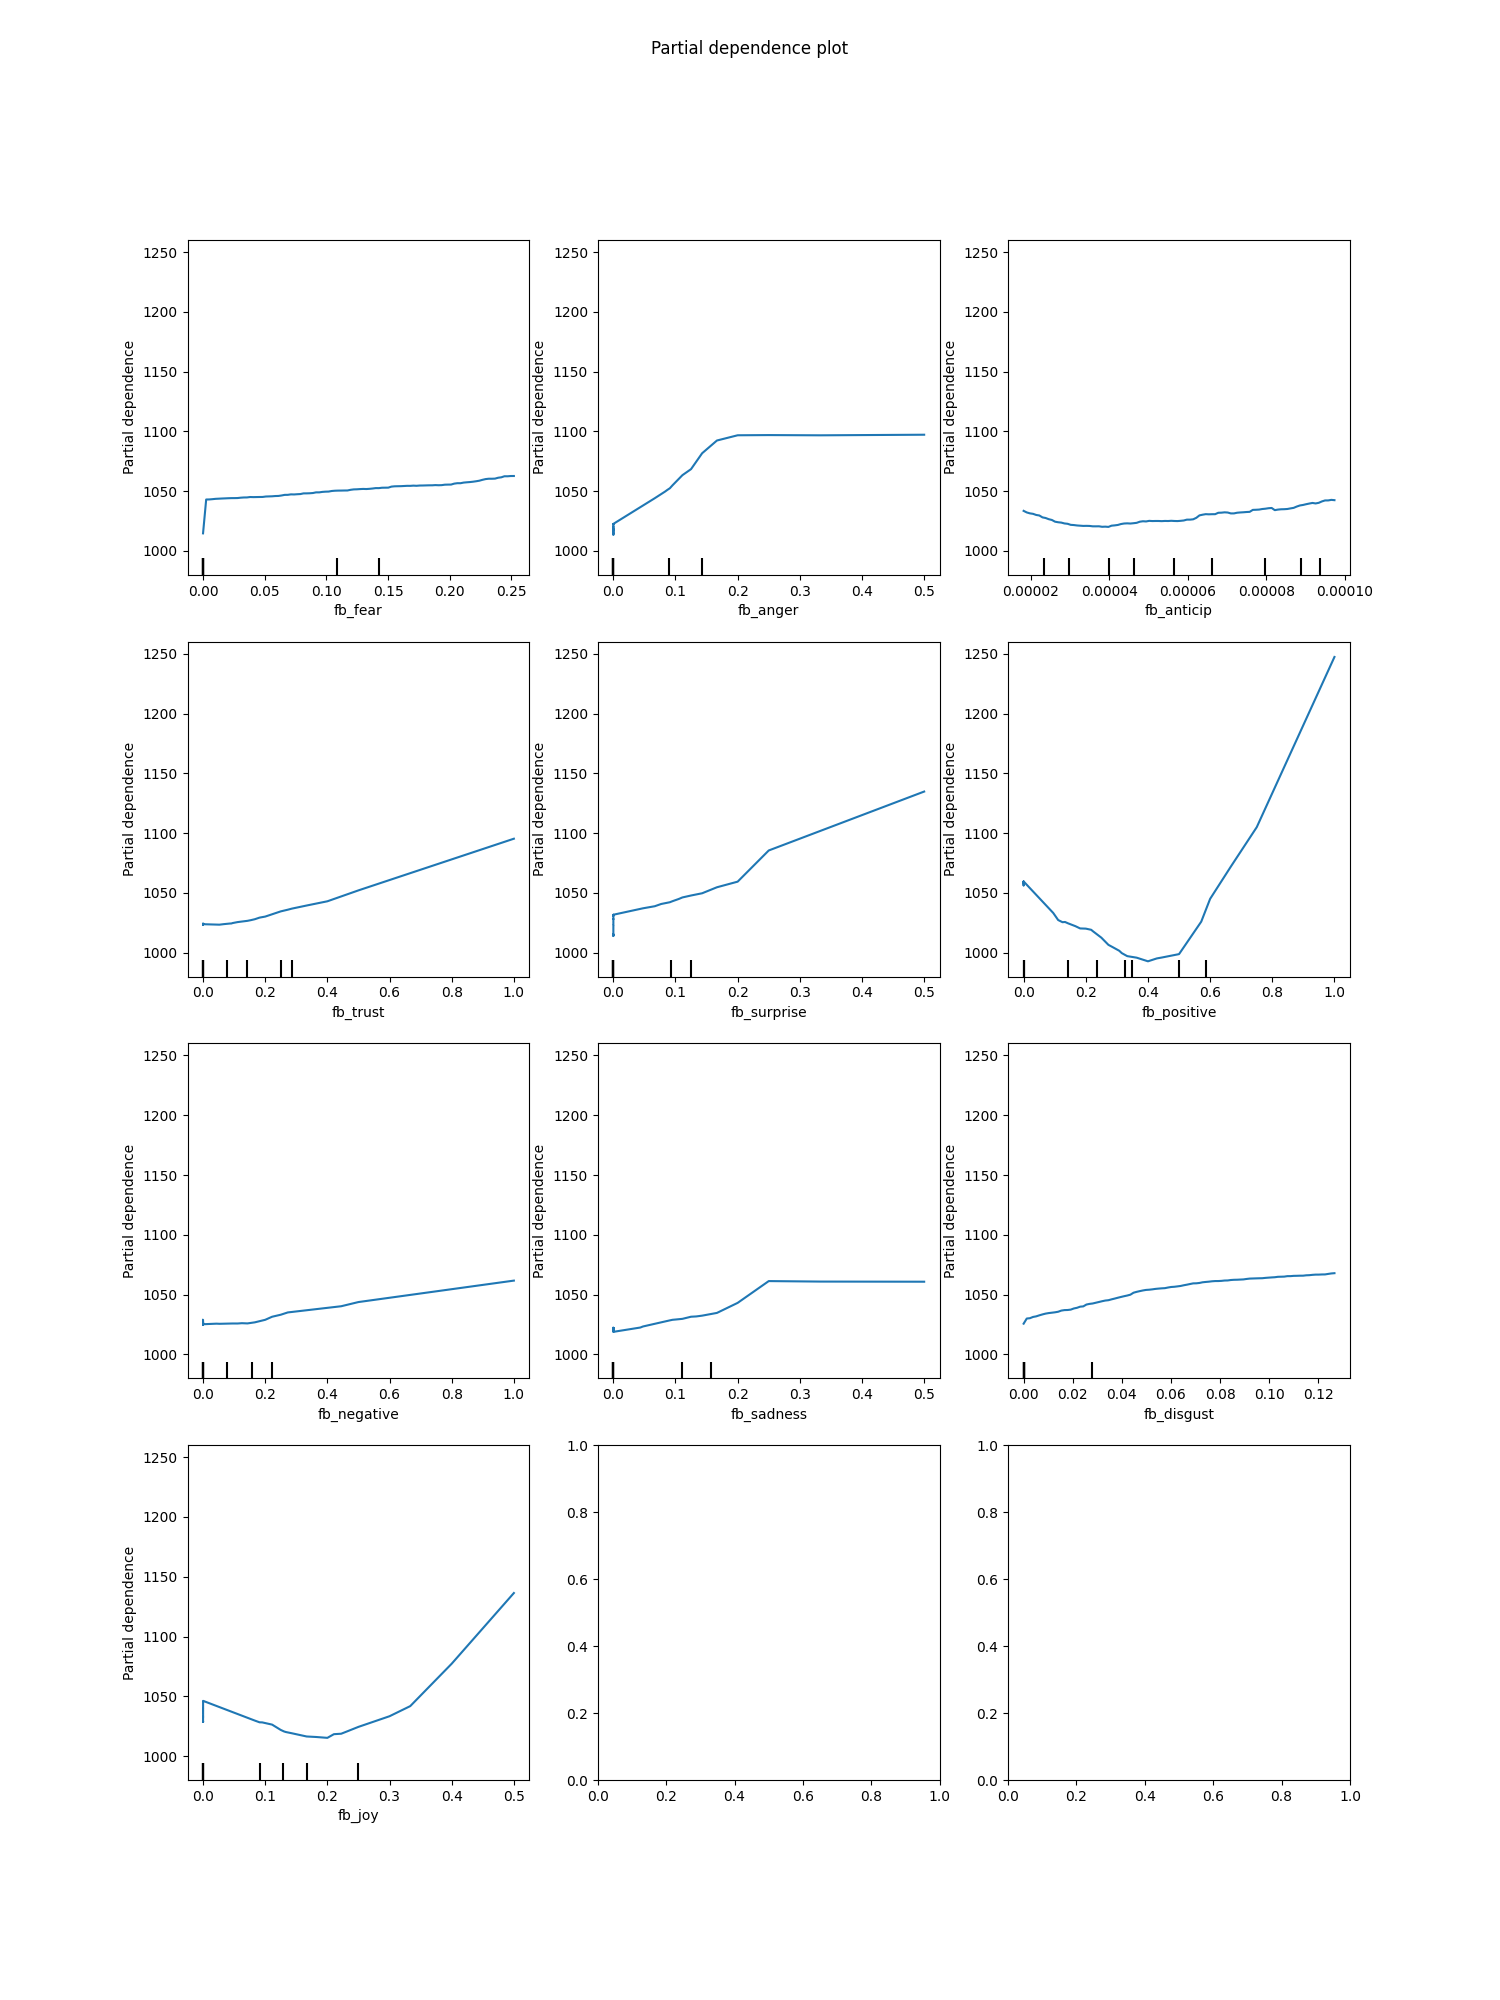 Partial dependence plot
1250 1200 1150 1100 1050 1000
Partial dependence
0.00 0.05 0.10 0.15 0.20 0.25
fb_fear
1250 1200 1150 1100 1050 1000
Partial dependence
0.0 0.1 0.2 0.3 0.4 0.5
fb_anger
1250 1200 1150 1100 1050 1000
Partial dependence
0.00002 0.00004 0.00006 0.00008 0.00010
fb_anticip
1250 1200 1150 1100 1050 1000
Partial dependence
0.0 0.2 0.4 0.6 0.8 1.0
fb_trust
1250 1200 1150 1100 1050 1000
Partial dependence
0.0 0.1 0.2 0.3 0.4 0.5
fb_surprise
1250 1200 1150 1100 1050 1000
Partial dependence
0.0 0.2 0.4 0.6 0.8 1.0
fb_positive
1250 1200 1150 1100 1050 1000
Partial dependence
0.0 0.2 0.4 0.6 0.8 1.0
fb_negative
1250 1200 1150 1100 1050 1000
Partial dependence
0.0 0.1 0.2 0.3 0.4 0.5
fb_sadness
1250 1200 1150 1100 1050 1000
Partial dependence
0.00 0.02 0.04 0.06 0.08 0.10 0.12
fb_disgust
1250 1200 1150 1100 1050 1000
Partial dependence
0.0 0.1 0.2 0.3 0.4 0.5
fb_joy
1.0 0.8 0.6 0.4 0.2 0.0
0.0 0.2 0.4 0.6 0.8 1.0
1.0 0.8 0.6 0.4 0.2 0.0
0.0 0.2 0.4 0.6 0.8 1.0